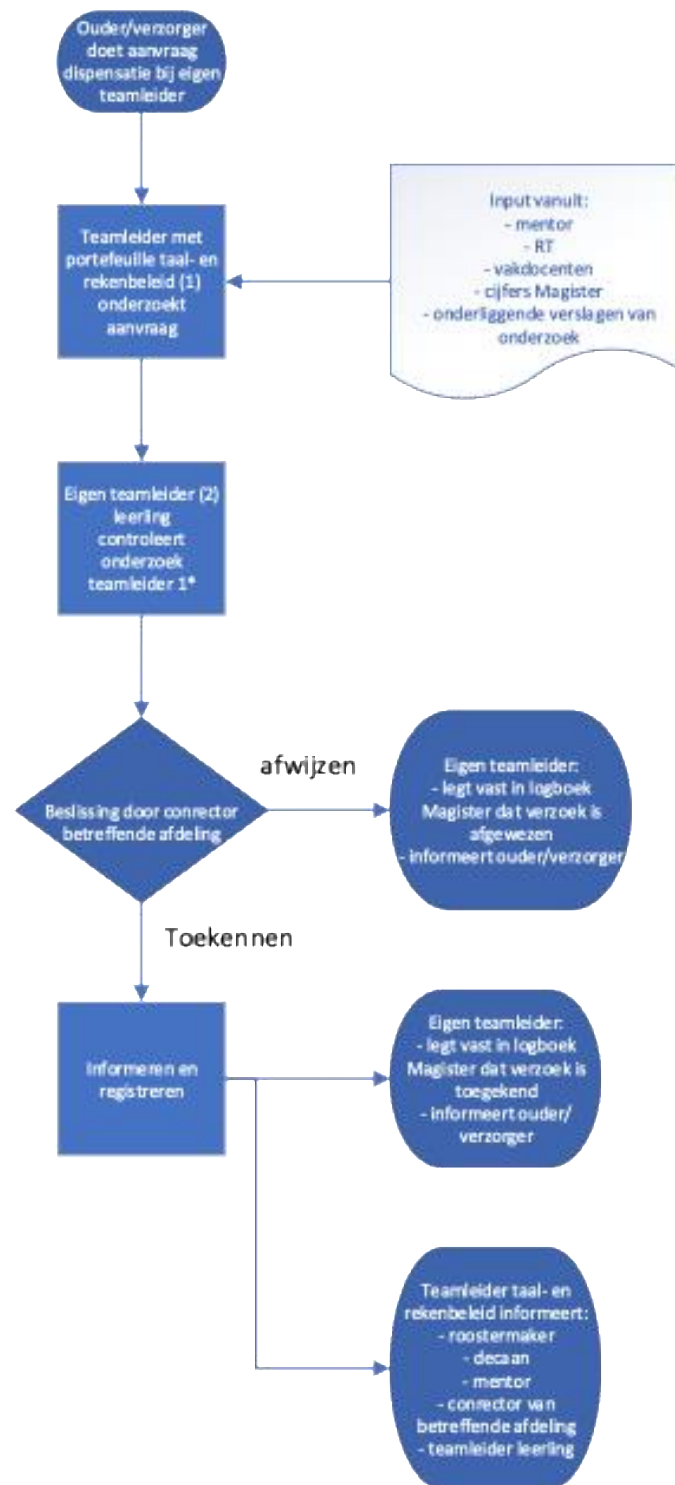 Ouder/verzorger
doet aanvraag
dispensatie bij eigen
teamleider
Teamleider met
portefeuille taal- en
rekenbeleid (1)
onderzoekt
aanvraag
Input vanuit:
- mentor
- RT
- vakdocenten
- cijfers Magister
- onderliggende verslagen van
onderzoek
Eigen teamleider (2)
leerling
controleert
onderzoek
teamleider 1*
Beslissing door conrector
betreffende afdeling
afwijzen
Eigen teamleider:
- legt vast in logboek
Magister dat verzoek is
afgewezen
- informeert ouder/verzorger
Toekennen
Informeren en
registreren
Eigen teamleider:
- legt vast in logboek
Magister dat verzoek is
toegekend
- informeert ouder/
verzorger
Teamleider taal- en
rekenbeleid informeert:
- roostermaker
- decaan
- mentor
- conrector van
betreffende afdeling
- teamleider leerling